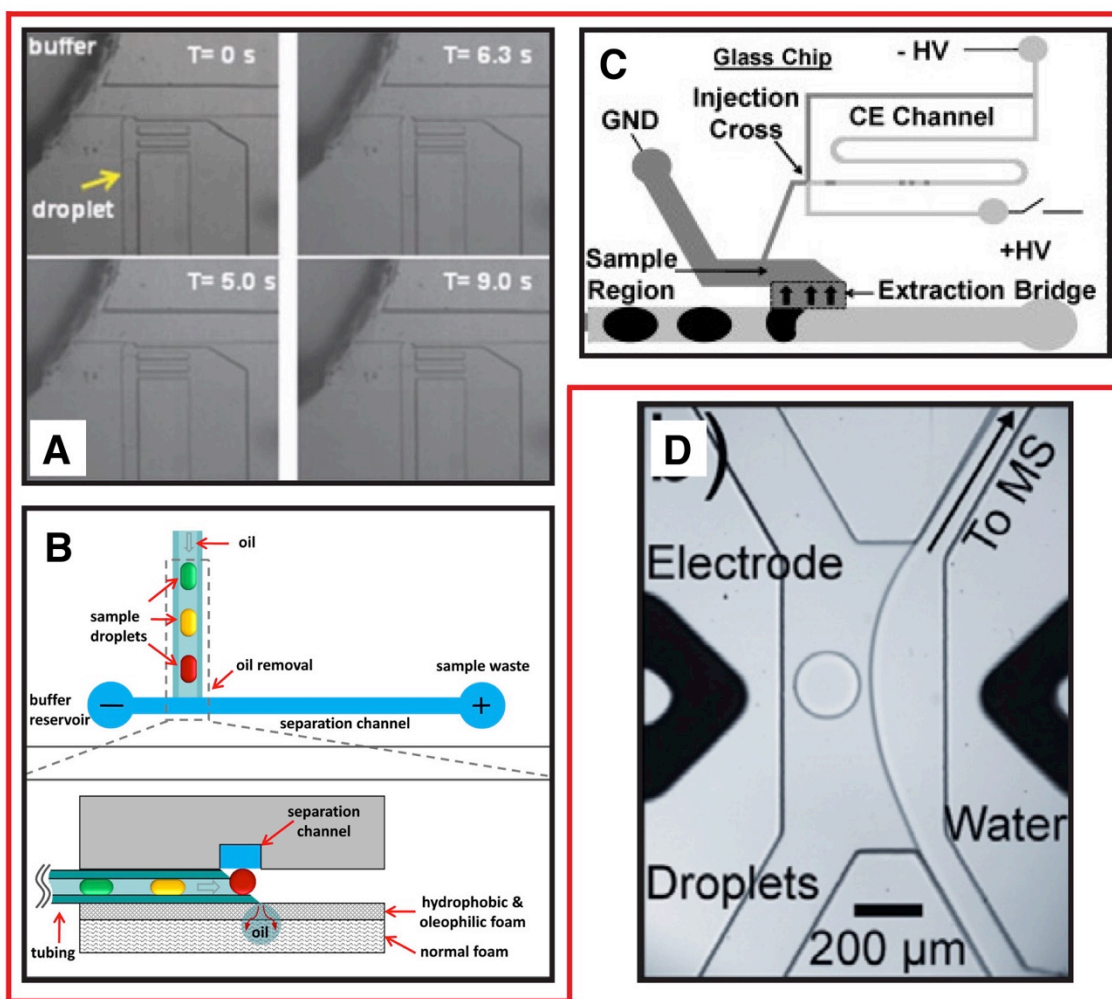 A
buffer
T= 0 s
T= 6.3 s
droplet
T= 5.0 s
T= 9.0 s
B
oil
sample
droplets
oil removal
sample waste
buffer
reservoir
−
+
separation channel
separation
channel
hydrophobic &
oleophilic foam
oil
normal foam
tubing
C
Glass Chip
- HV
Injection
Cross
CE Channel
GND
+HV
Sample
Region
Extraction Bridge
D
To MS
Electrode
Water
Droplets
200 µm